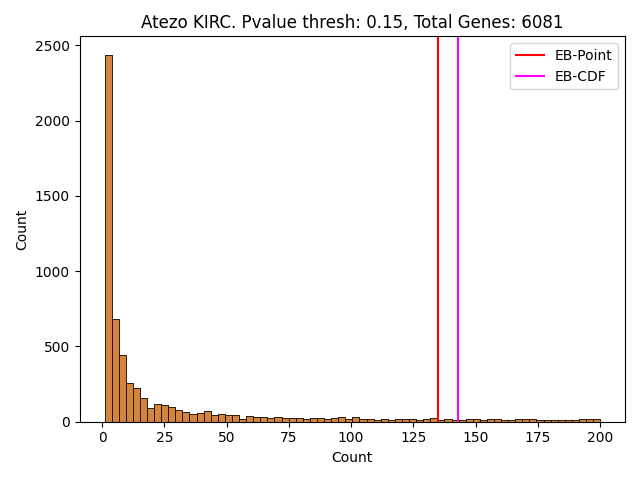 Atezo KIRC. Pvalue thresh: 0.15, Total Genes: 6081
EB-Point
EB-CDF
2500
2000
1500
1000
500
0
Count
0 25 50 75 100 125 150 175 200
Count